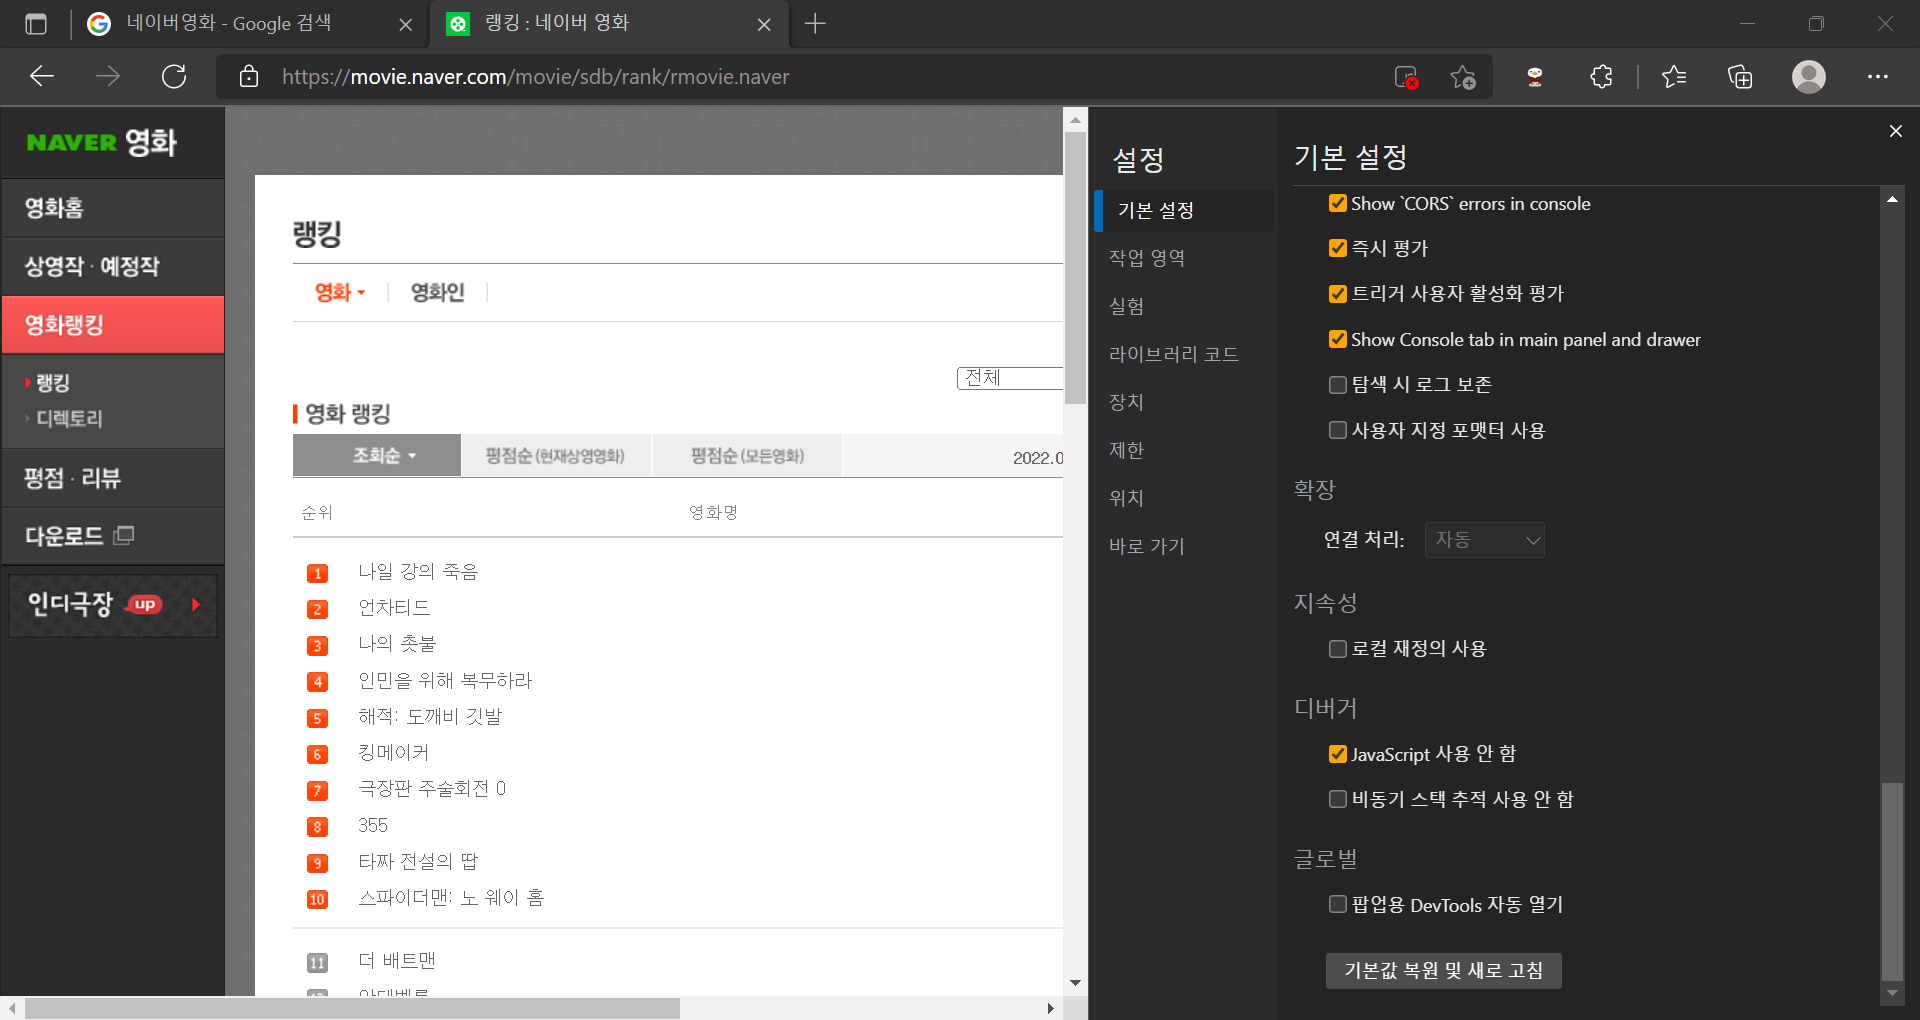 네이버영화 - Google 검색
랭킹 : 네이버 영화
https://movie.naver.com/movie/sdb/rank/rmovie.naver
NAVER 영화
영화홈
상영작 · 예정작
영화랭킹
랭킹
디렉토리
평점 · 리뷰
다운로드
인디극장 up
랭킹
영화
영화인
전체
영화 랭킹
조회순
평점순 (현재상영영화)
평점순 (모든영화)
2022.0
순위
영화명
1 나일 강의 죽음
2 언차티드
3 나의 촛불
4 인민을 위해 복무하라
5 해적: 도깨비 깃발
6 킹메이커
7 극장판 주술회전 0
8 355
9 타짜 전설의 땁
10 스파이더맨: 노 웨이 홈
11 더 배트맨
설정
기본 설정
작업 영역
실험
라이브러리 코드
장치
제한
위치
바로 가기
기본 설정
Show `CORS` errors in console
즉시 평가
트리거 사용자 활성화 평가
Show Console tab in main panel and drawer
탐색 시 로그 보존
사용자 지정 포맷터 사용
확장
연결 처리: 자동
지속성
로컬 재정의 사용
디버거
JavaScript 사용 안 함
비동기 스택 추적 사용 안 함
글로벌
팝업용 DevTools 자동 열기
기본값 복원 및 새로 고침